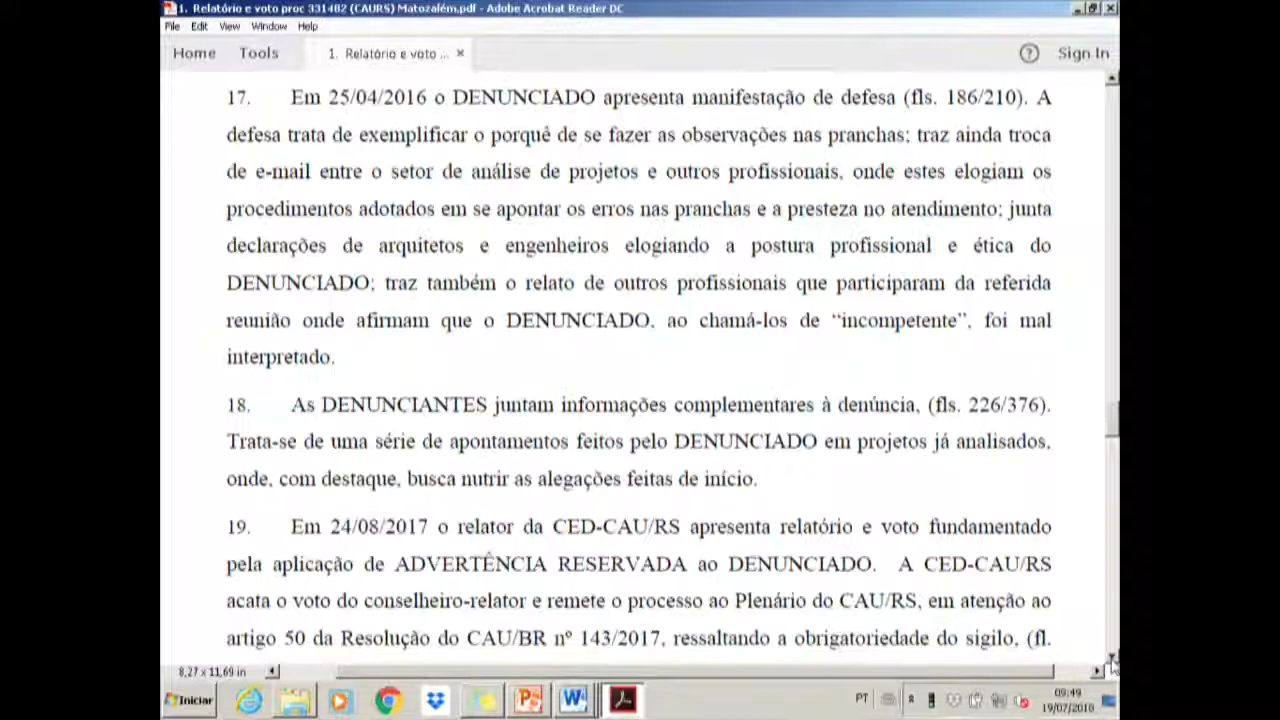 1. Relatório e voto proc 331482 (CAURS) Matozalém.pdf - Adobe Acrobat Reader DC
File Edit View Window Help
Home Tools 1. Relatório e voto ... × ? Sign In
17. Em 25/04/2016 o DENUNCIADO apresenta manifestação de defesa (fls. 186/210). A
defesa trata de exemplificar o porquê de se fazer as observações nas pranchas; traz ainda troca
de e-mail entre o setor de análise de projetos e outros profissionais, onde estes elogiam os
procedimentos adotados em se apontar os erros nas pranchas e a presteza no atendimento; junta
declarações de arquitetos e engenheiros elogiando a postura profissional e ética do
DENUNCIADO; traz também o relato de outros profissionais que participaram da referida
reunião onde afirmam que o DENUNCIADO, ao chamá-los de “incompetente”, foi mal
interpretado.
18. As DENUNCIANTES juntam informações complementares à denúncia, (fls. 226/376).
Trata-se de uma série de apontamentos feitos pelo DENUNCIADO em projetos já analisados,
onde, com destaque, busca nutrir as alegações feitas de início.
19. Em 24/08/2017 o relator da CED-CAU/RS apresenta relatório e voto fundamentado
pela aplicação de ADVERTÊNCIA RESERVADA ao DENUNCIADO. A CED-CAU/RS
acata o voto do conselheiro-relator e remete o processo ao Plenário do CAU/RS, em atenção ao
artigo 50 da Resolução do CAU/BR nº 143/2017, ressaltando a obrigatoriedade do sigilo, (fl.
8,27 x 11,69 in
Iniciar PT 09:49
19/07/2018